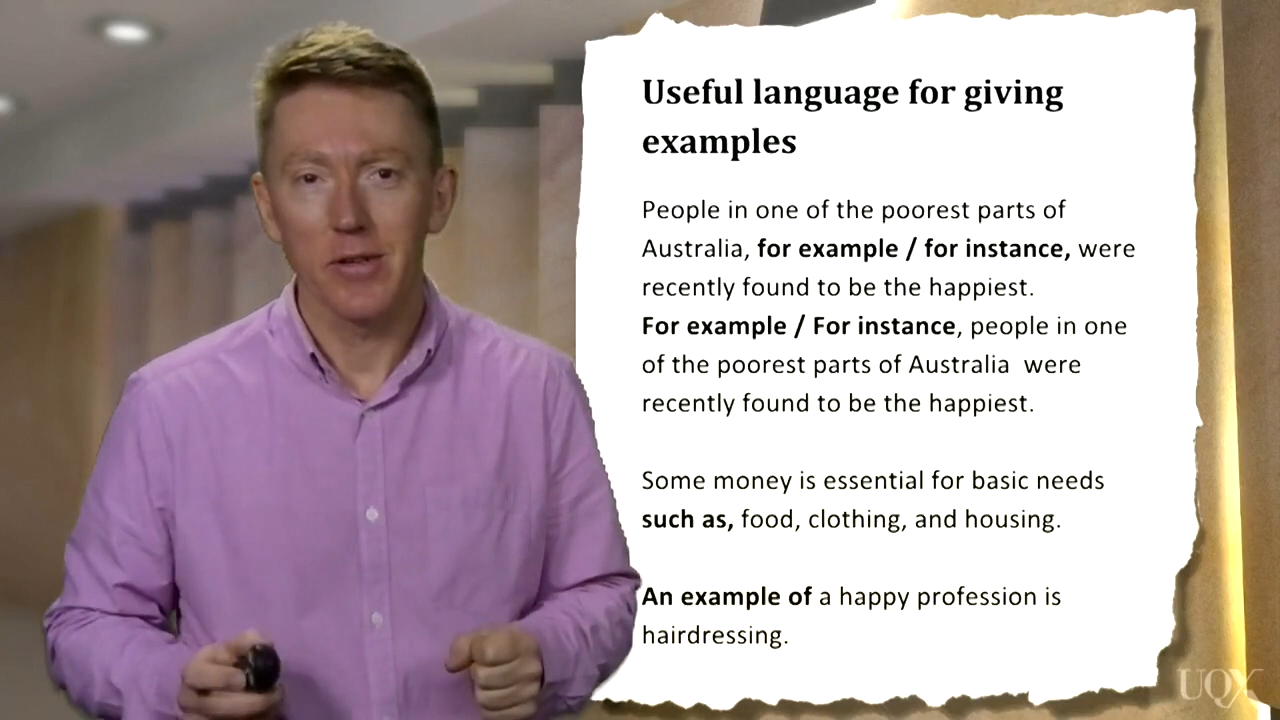 Useful language for giving
examples
People in one of the poorest parts of
Australia, for example / for instance, were
recently found to be the happiest.
For example / For instance, people in one
of the poorest parts of Australia  were
recently found to be the happiest.
Some money is essential for basic needs
such as, food, clothing, and housing.
An example of a happy profession is
hairdressing.
UQX